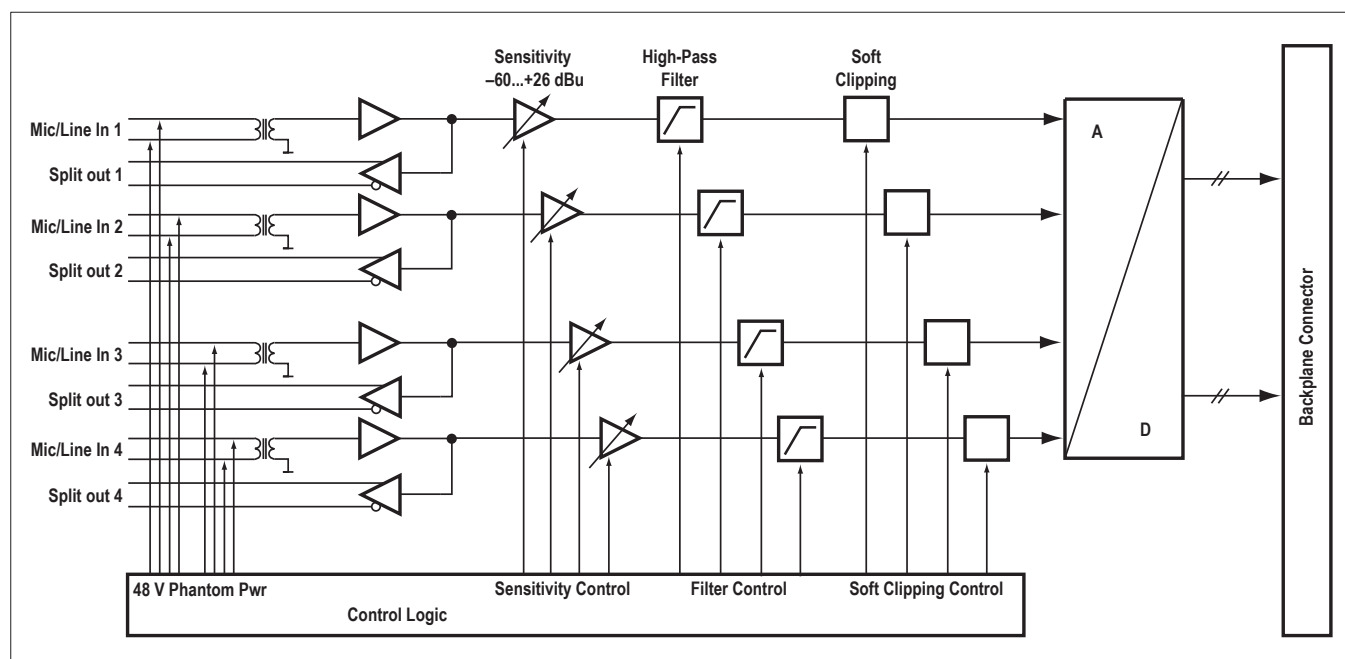 Sensitivity
–60...+26 dBu
High-Pass
Filter
Soft
Clipping
Mic/Line In 1
Split out 1
Mic/Line In 2
Split out 2
Mic/Line In 3
Split out 3
Mic/Line In 4
Split out 4
A
D
Backplane Connector
48 V Phantom Pwr
Sensitivity Control
Filter Control
Soft Clipping Control
Control Logic